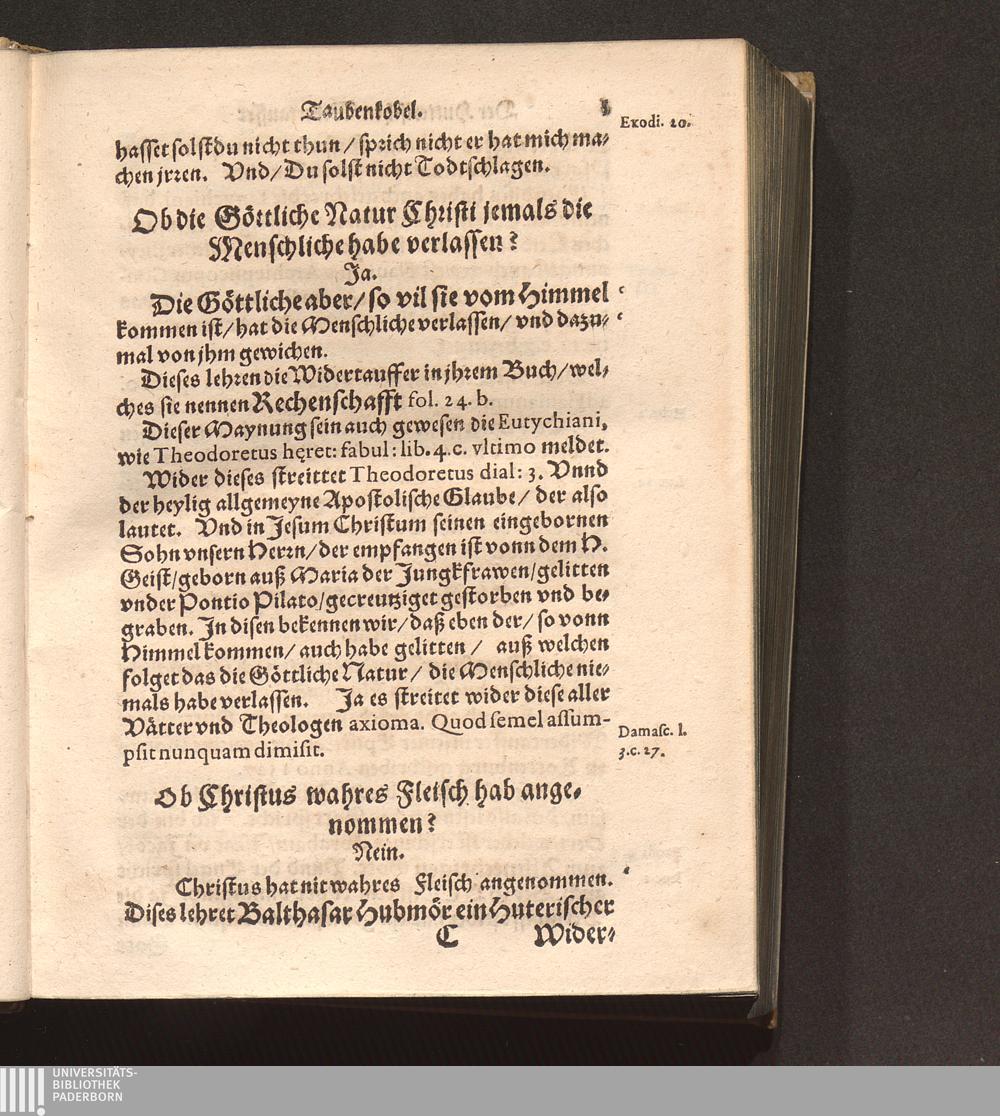 Taubenkobel.
Exodi. 20.
hasset solst du nicht thun / sprich nicht er hat mich ma⸗
chen jrren. Vnd / Du solst nicht Todtschlagen.
Ob die Göttliche Natur Christi jemals die
Menschliche habe verlassen?
Ja.
Die Göttliche aber / so vil sie vom Himmel
kommen ist / hat die Menschliche verlassen / vnd dazu⸗
mal von jhm gewichen.
Dieses lehren die Widertauffer in jhrem Buch / wel⸗
ches sie nennen Rechenschafft fol. 24. b.
Dieser Maynung sein auch gewesen die Eutychiani,
wie Theodoretus hęret: fabul: lib. 4. c. vltimo meldet.
Wider dieses streittet Theodoretus dial: 3. Vnnd
der heylig allgemeyne Apostolische Glaube / der also
lautet. Vnd in Jesum Christum seinen eingebornen
Sohn vnsern Herrn / der empfangen ist vonn dem H.
Geist / geborn auß Maria der Jungkfrawen / gelitten
vnder Pontio Pilato / gecreutziget gestorben vnd be⸗
graben. In disen bekennen wir / daß eben der / so vonn
Himmel kommen / auch habe gelitten / auß welchen
folget das die Göttliche Natur / die Menschliche nie⸗
mals habe verlassen. Ja es streitet wider diese aller
Vätter vnd Theologen axioma. Quod semel assum-
psit nunquam dimisit.
Damasc. l.
3. c. 27.
Ob Christus wahres Fleisch hab ange⸗
nommen?
Nein.
Christus hat nit wahres Fleisch angenommen.
Dises lehret Balthasar Hubmör ein Huterischer
C Wider⸗
UNIVERSITÄTS-
BIBLIOTHEK
PADERBORN